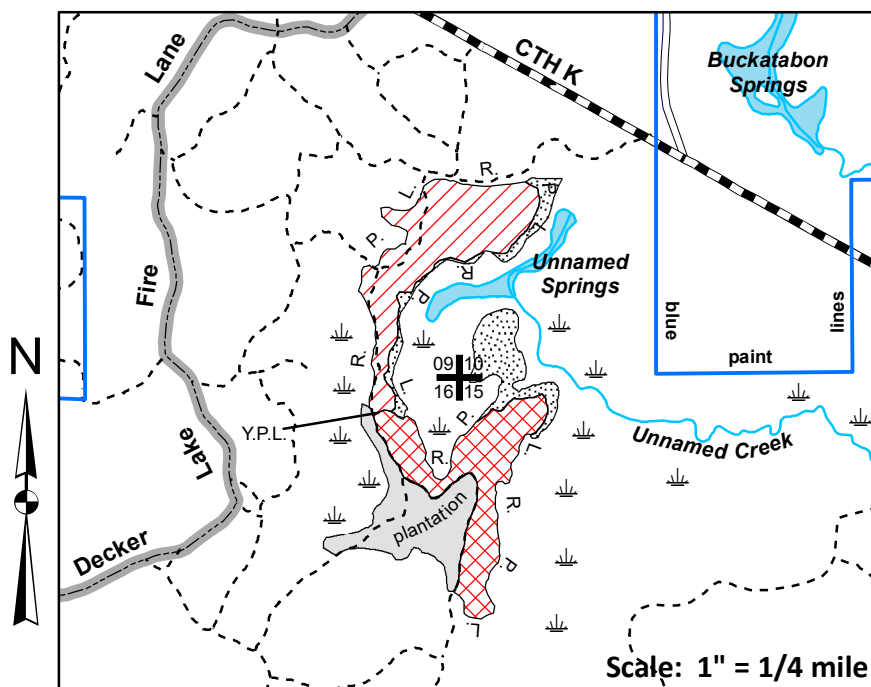 Lane
CTH K
Buckatabon
Springs
R.
L.
P.
P.
L.
R.
P.
Unnamed
Springs
Fire
blue
lines
paint
N
09 10
16 15
R.
L.
P.
Y.P.L.
R.
L.
Unnamed Creek
Lake
R.
plantation
P.
L.
Decker
Scale: 1" = 1/4 mile